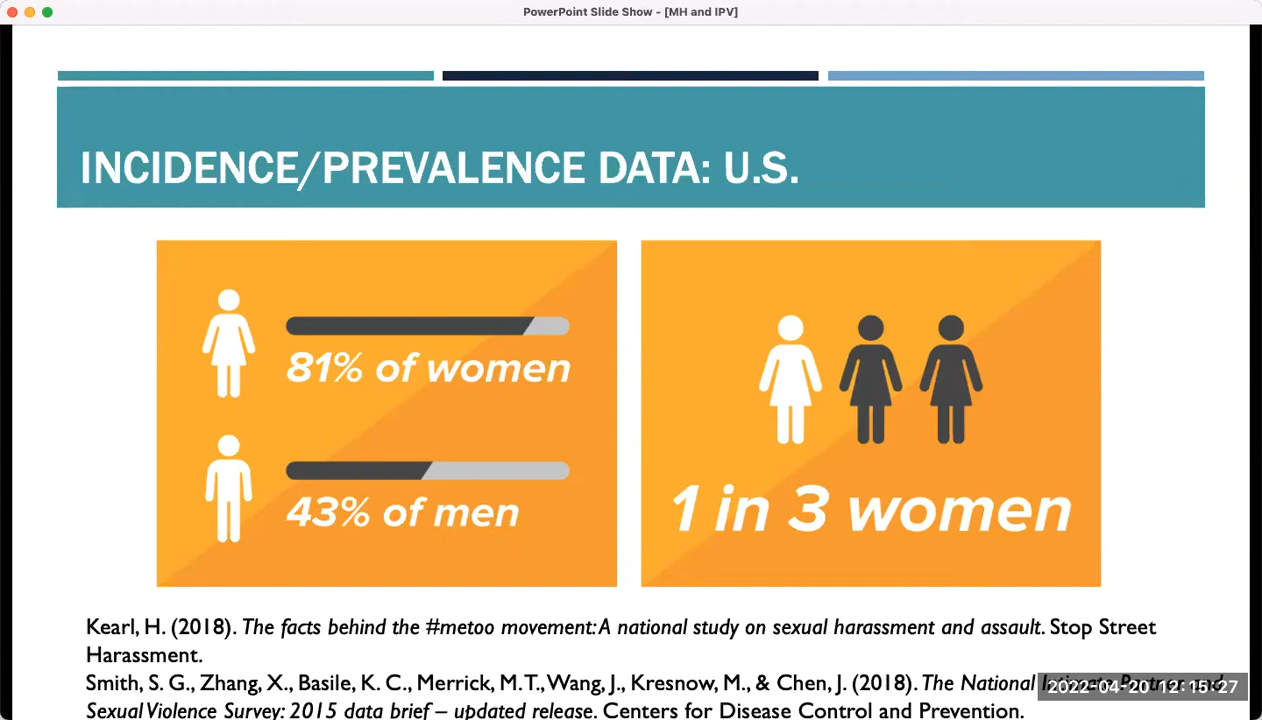 PowerPoint Slide Show - [MH and IPV]
INCIDENCE/PREVALENCE DATA: U.S.
81% of women
43% of men
1 in 3 women
Kearl, H. (2018). The facts behind the #metoo movement: A national study on sexual harassment and assault. Stop Street
Harassment.
Smith, S. G., Zhang, X., Basile, K. C., Merrick, M. T., Wang, J., Kresnow, M., & Chen, J. (2018). The National Intimate Partner and
2022-04-20 12:15:27
Sexual Violence Survey: 2015 data brief – updated release. Centers for Disease Control and Prevention.